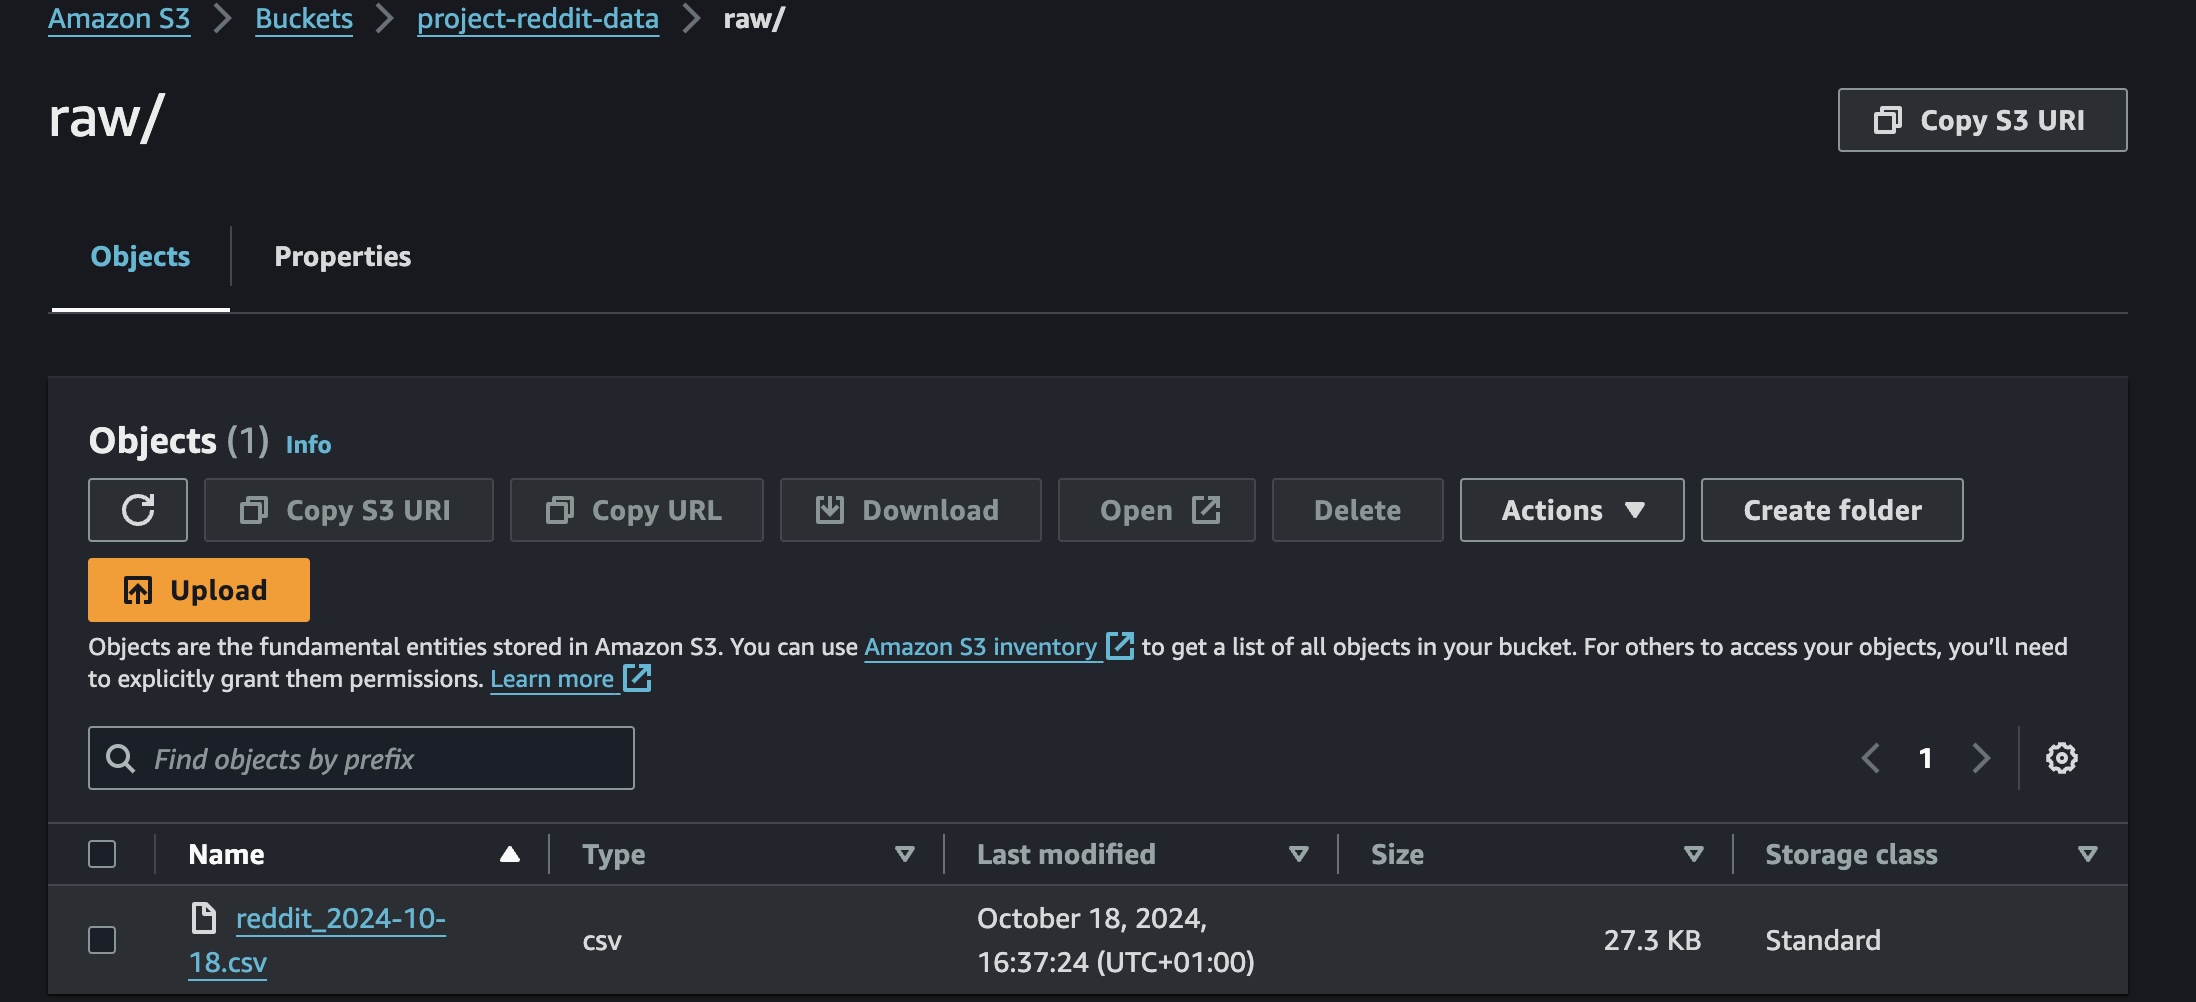 Amazon S3 > Buckets > project-reddit-data > raw/
raw/
Copy S3 URI
Objects
Properties
Objects (1) Info
Copy S3 URI
Copy URL
Download
Open
Delete
Actions
Create folder
Upload
Objects are the fundamental entities stored in Amazon S3. You can use Amazon S3 inventory to get a list of all objects in your bucket. For others to access your objects, you’ll need
to explicitly grant them permissions. Learn more
Find objects by prefix
1
Name
Type
Last modified
Size
Storage class
reddit_2024-10-
18.csv
csv
October 18, 2024,
16:37:24 (UTC+01:00)
27.3 KB
Standard